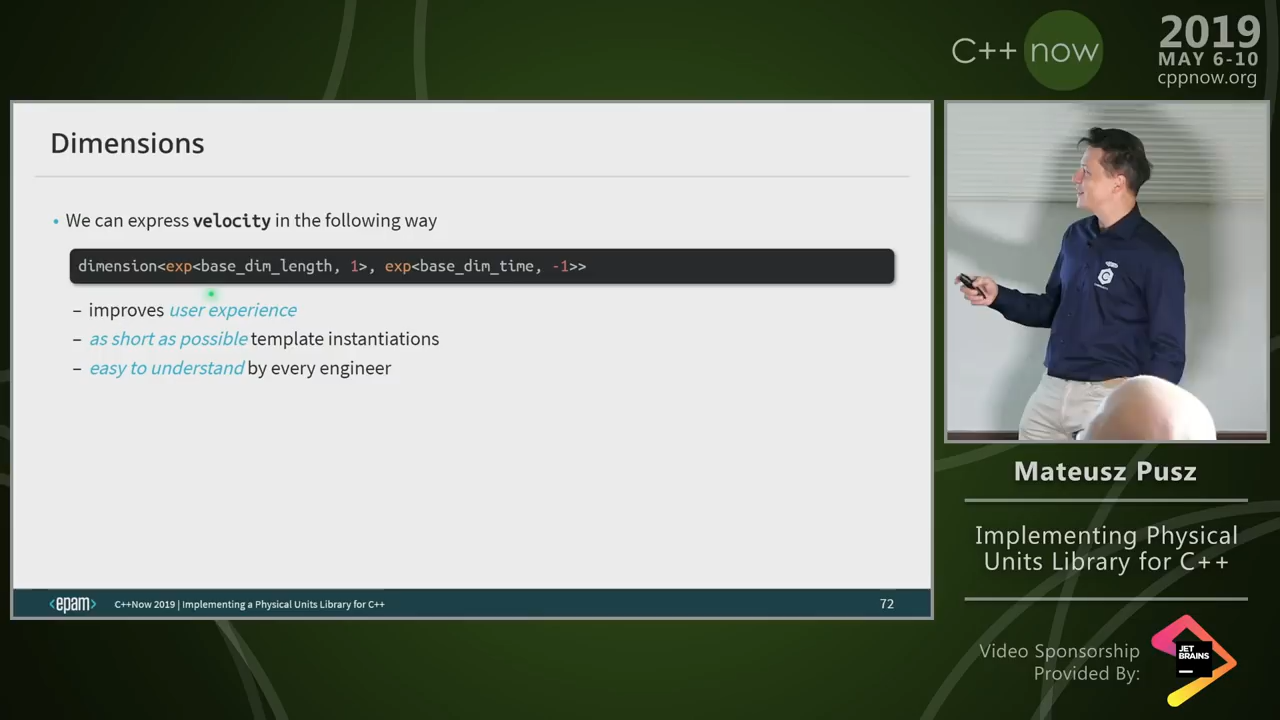 C++ now
2019
MAY 6-10
cppnow.org
Dimensions
• We can express velocity in the following way
dimension<exp<base_dim_length, 1>, exp<base_dim_time, -1>>
– improves user experience
– as short as possible template instantiations
– easy to understand by every engineer
<epam>
C++Now 2019 | Implementing a Physical Units Library for C++
72
Mateusz Pusz
Implementing Physical
Units Library for C++
Video Sponsorship
Provided By:
JET
BRAINS